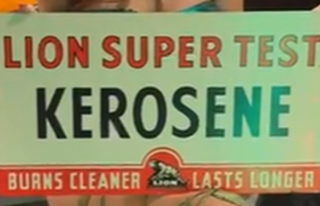 LION SUPER TEST
KEROSENE
BURNS CLEANER LION LASTS LONGER